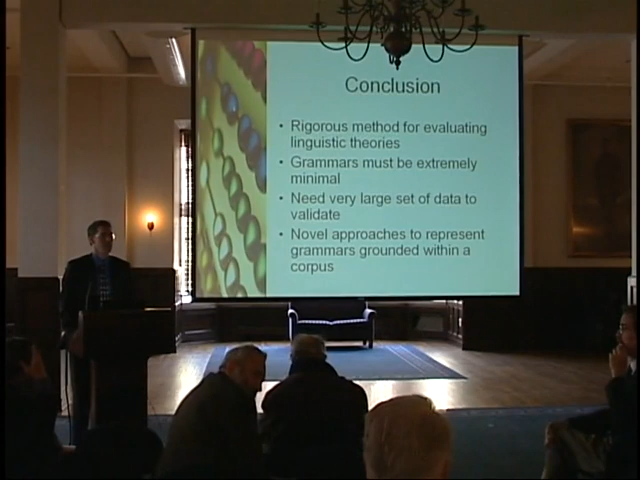 Conclusion
• Rigorous method for evaluating
linguistic theories
• Grammars must be extremely
minimal
• Need very large set of data to
validate
• Novel approaches to represent
grammars grounded within a
corpus